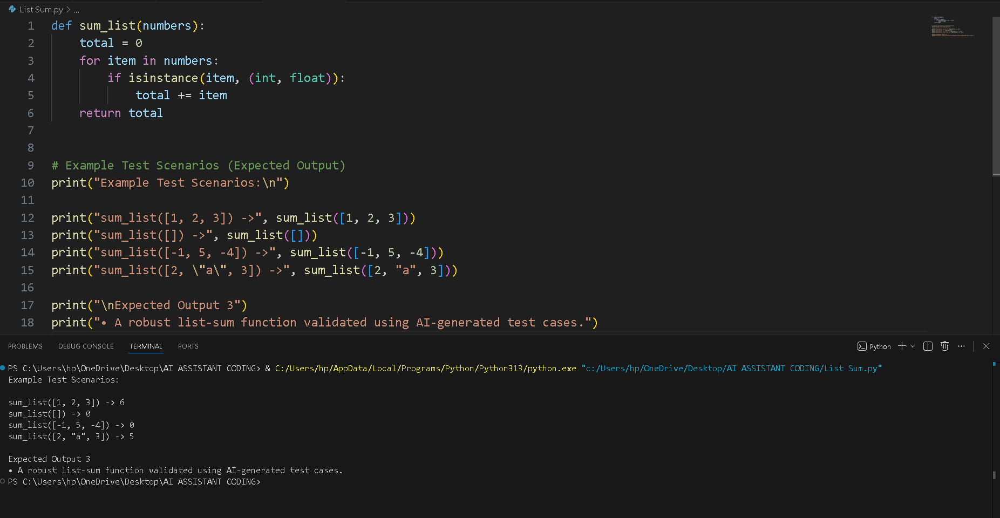 List Sum.py > ...
1 def sum_list(numbers):
2     total = 0
3     for item in numbers:
4         if isinstance(item, (int, float)):
5             total += item
6     return total
7
8
9 # Example Test Scenarios (Expected Output)
10 print("Example Test Scenarios:\n")
11
12 print("sum_list([1, 2, 3]) ->", sum_list([1, 2, 3]))
13 print("sum_list([]) ->", sum_list([]))
14 print("sum_list([-1, 5, -4]) ->", sum_list([-1, 5, -4]))
15 print("sum_list([2, \"a\", 3]) ->", sum_list([2, "a", 3]))
16
17 print("\nExpected Output 3")
18 print("• A robust list-sum function validated using AI-generated test cases.")
PROBLEMS DEBUG CONSOLE TERMINAL PORTS Python
PS C:\Users\hp\OneDrive\Desktop\AI ASSISTANT CODING> & C:/Users/hp/AppData/Local/Programs/Python/Python313/python.exe "c:/Users/hp/OneDrive/Desktop/AI ASSISTANT CODING/List Sum.py"
Example Test Scenarios:

sum_list([1, 2, 3]) -> 6
sum_list([]) -> 0
sum_list([-1, 5, -4]) -> 0
sum_list([2, "a", 3]) -> 5

Expected Output 3
• A robust list-sum function validated using AI-generated test cases.
PS C:\Users\hp\OneDrive\Desktop\AI ASSISTANT CODING>